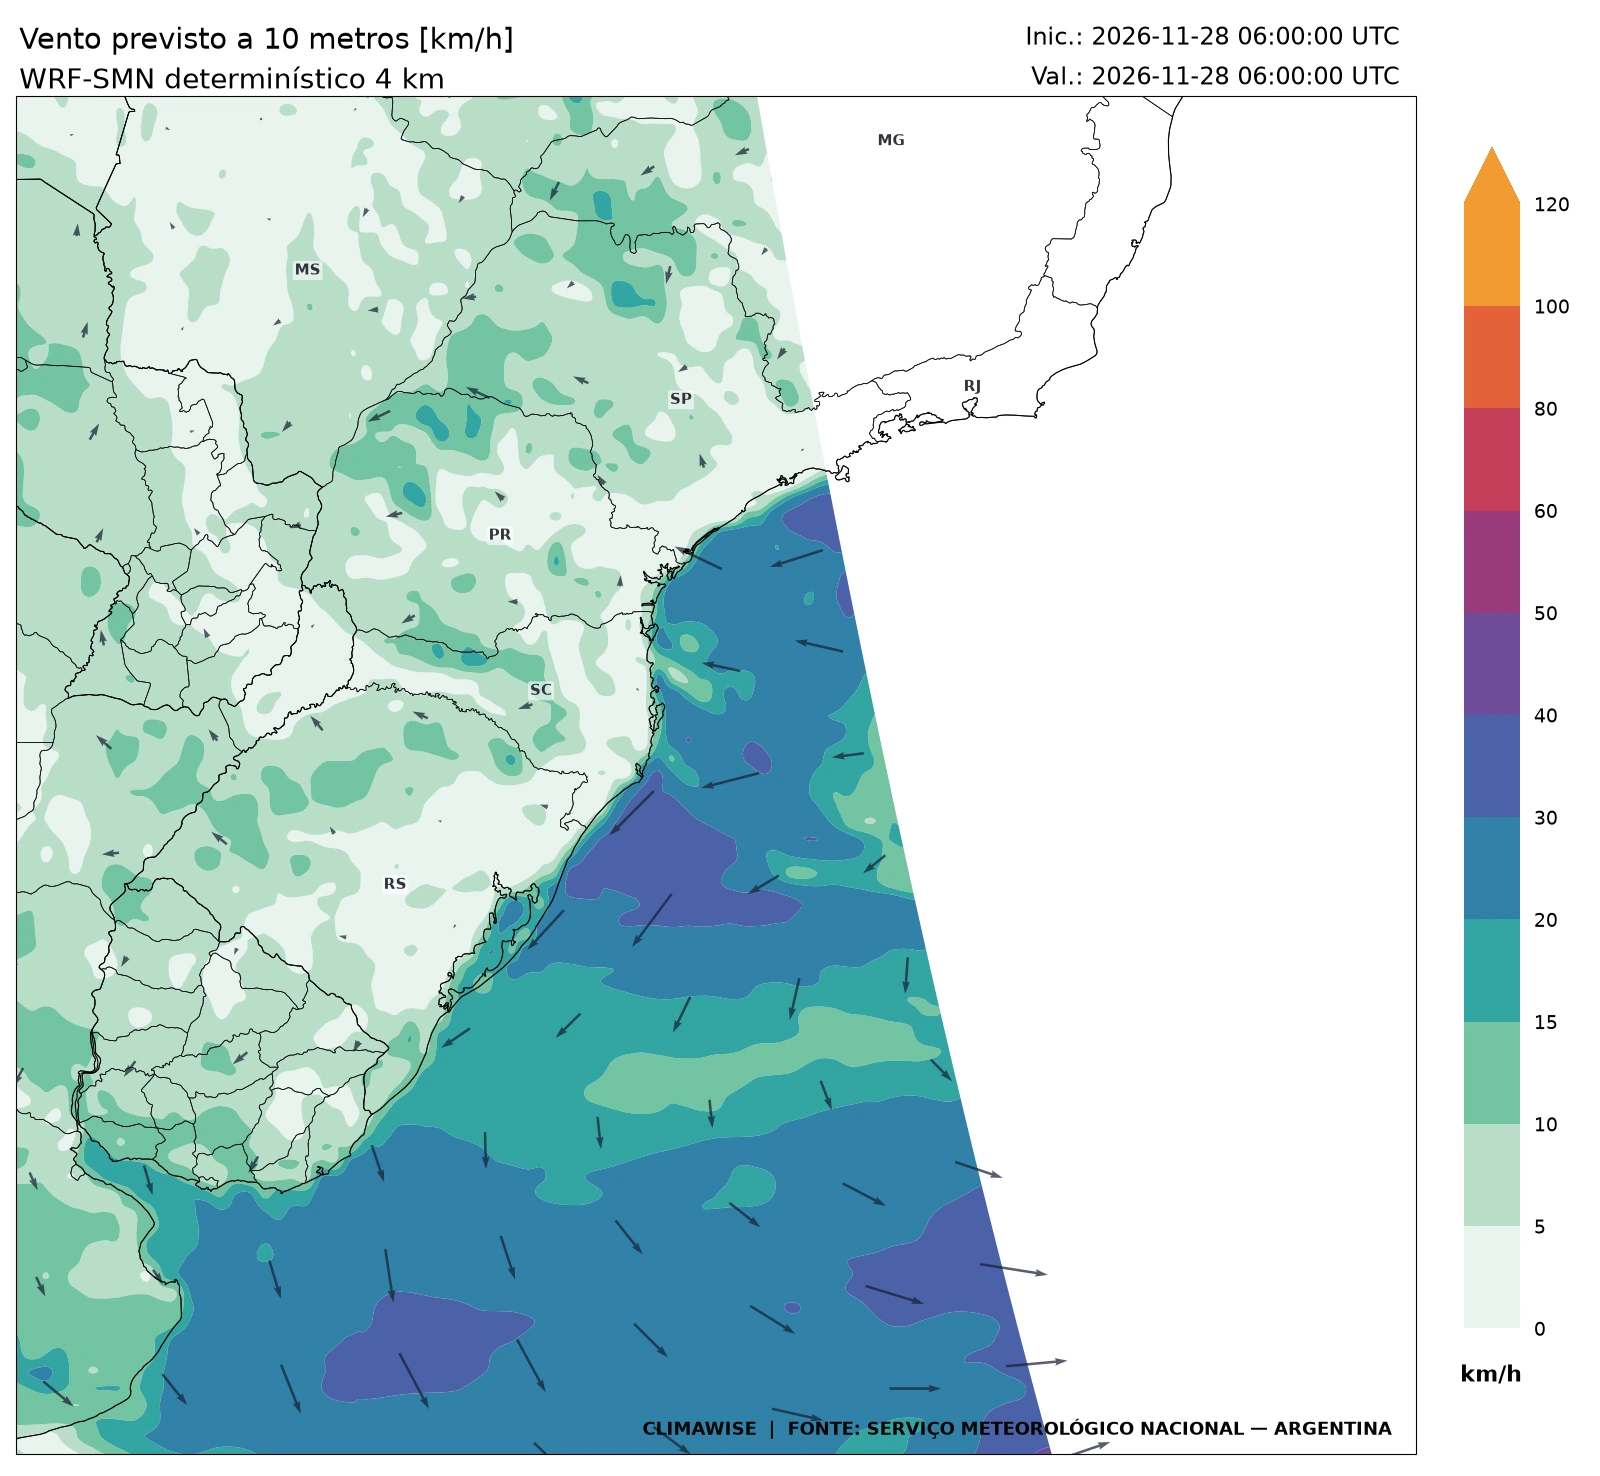 Vento previsto a 10 metros [km/h]
WRF-SMN determinístico 4 km
Inic.: 2026-11-28 06:00:00 UTC
Val.: 2026-11-28 06:00:00 UTC
MG
MS
RJ
SP
PR
SC
RS
120
100
80
60
50
40
30
20
15
10
5
0
km/h
CLIMAWISE | FONTE: SERVIÇO METEOROLÓGICO NACIONAL — ARGENTINA